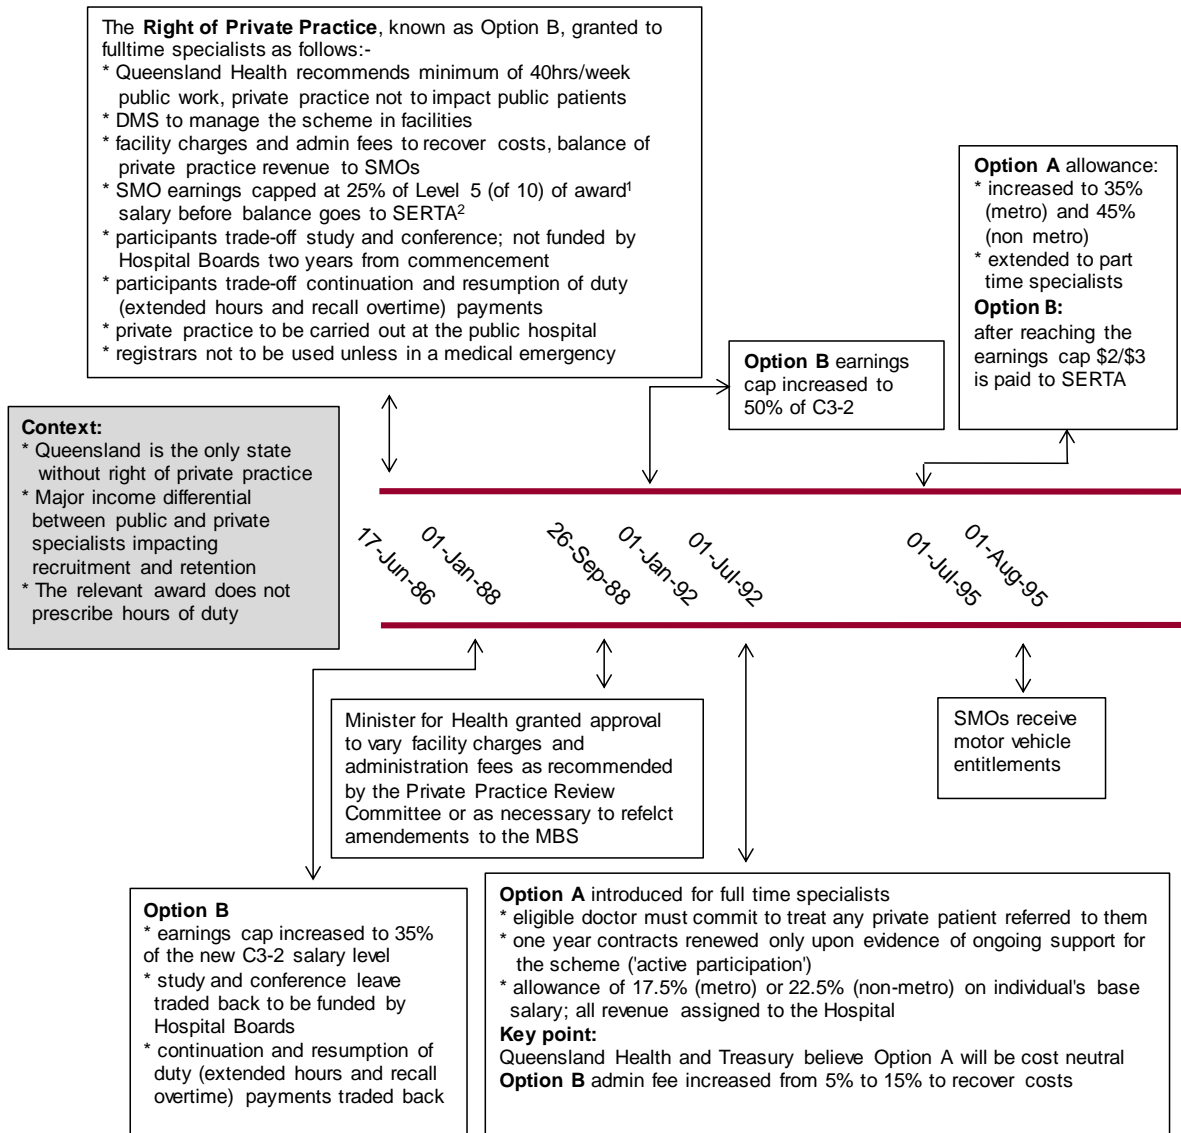 The Right of Private Practice, known as Option B, granted to
fulltime specialists as follows:-
* Queensland Health recommends minimum of 40hrs/week
public work, private practice not to impact public patients
* DMS to manage the scheme in facilities
* facility charges and admin fees to recover costs, balance of
private practice revenue to SMOs
* SMO earnings capped at 25% of Level 5 (of 10) of award¹
salary before balance goes to SERTA²
* participants trade-off study and conference; not funded by
Hospital Boards two years from commencement
* participants trade-off continuation and resumption of duty
(extended hours and recall overtime) payments
* private practice to be carried out at the public hospital
* registrars not to be used unless in a medical emergency
Option A allowance:
* increased to 35%
(metro) and 45%
(non metro)
* extended to part
time specialists
Option B:
after reaching the
earnings cap $2/$3
is paid to SERTA
Option B earnings
cap increased to
50% of C3-2
Context:
* Queensland is the only state
without right of private practice
* Major income differential
between public and private
specialists impacting
recruitment and retention
* The relevant award does not
prescribe hours of duty
17-Jun-86
01-Jan-88
26-Sep-88
01-Jan-92
01-Jul-92
01-Jul-95
01-Aug-95
Minister for Health granted approval
to vary facility charges and
administration fees as recommended
by the Private Practice Review
Committee or as necessary to refelct
amendements to the MBS
SMOs receive
motor vehicle
entitlements
Option B
* earnings cap increased to 35%
of the new C3-2 salary level
* study and conference leave
traded back to be funded by
Hospital Boards
* continuation and resumption of
duty (extended hours and recall
overtime) payments traded back
Option A introduced for full time specialists
* eligible doctor must commit to treat any private patient referred to them
* one year contracts renewed only upon evidence of ongoing support for
the scheme ('active participation')
* allowance of 17.5% (metro) or 22.5% (non-metro) on individual's base
salary; all revenue assigned to the Hospital
Key point:
Queensland Health and Treasury believe Option A will be cost neutral
Option B admin fee increased from 5% to 15% to recover costs